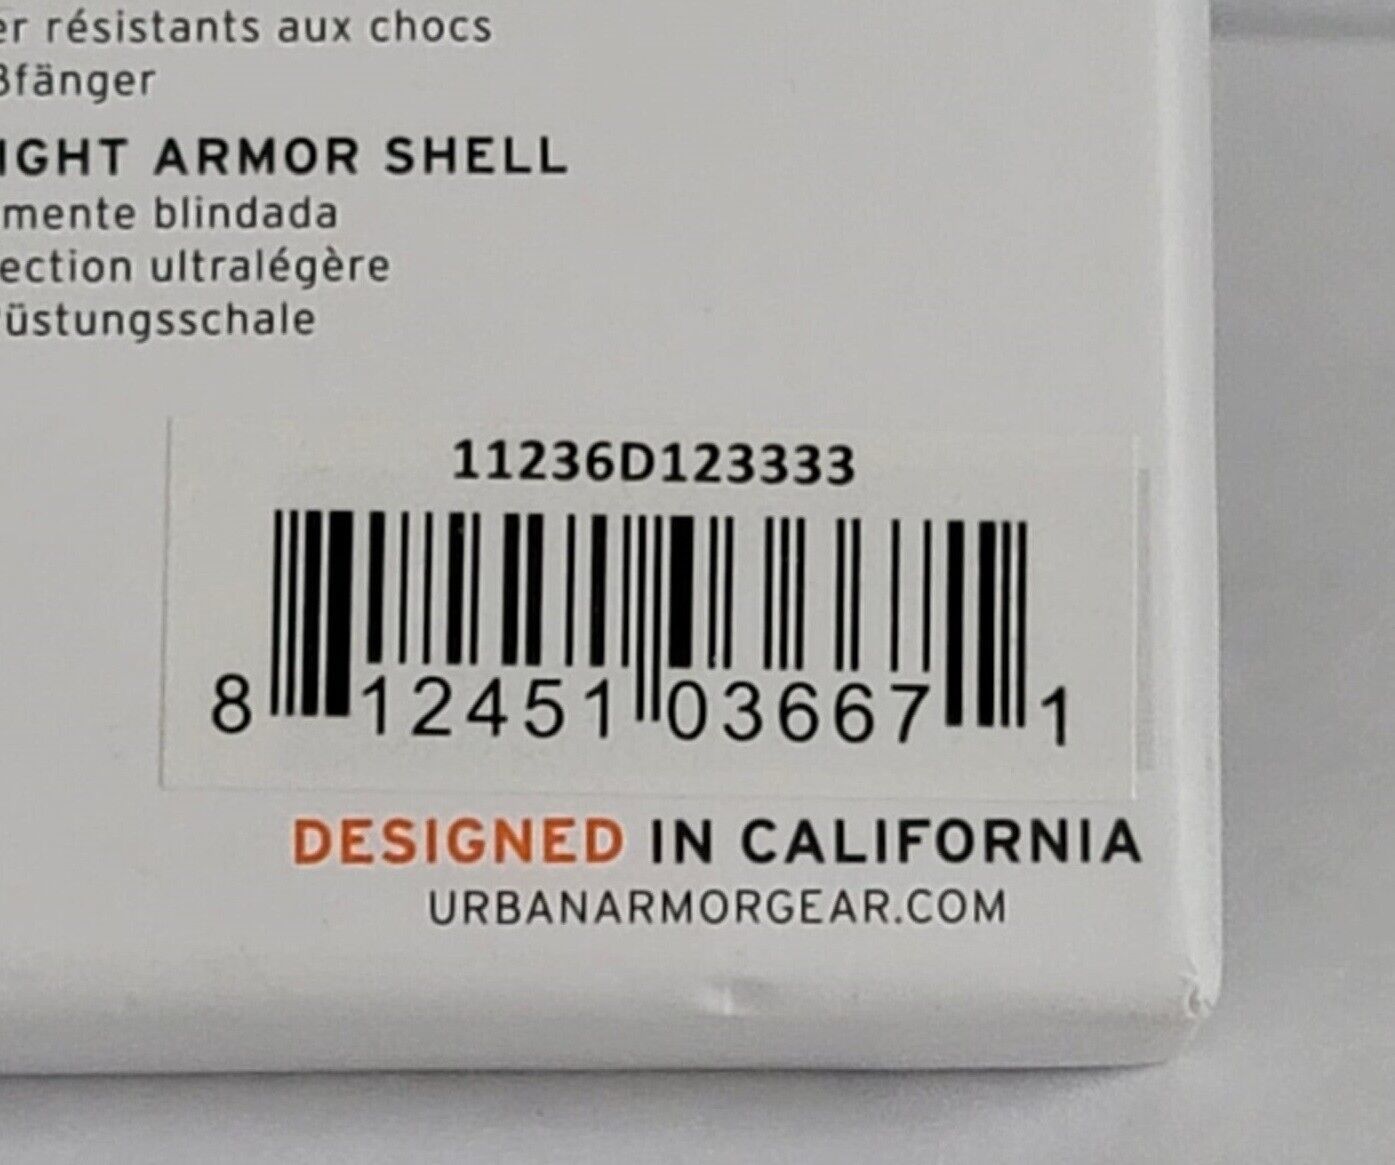 er résistants aux chocs
ßfänger
IGHT ARMOR SHELL
mente blindada
ection ultralégère
üstungsschale
11236D123333
8 12451 03667 1
DESIGNED IN CALIFORNIA
URBANARMORGEAR.COM